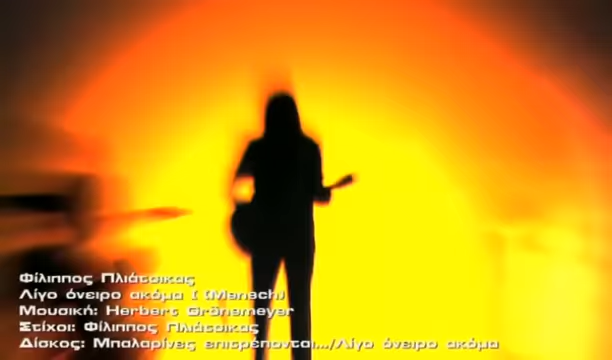 Φίλιππος Πλιάτσικας
Λίγο όνειρο ακόμα I (Mensch)
Μουσική: Herbert Grönemeyer
Στίχοι: Φίλιππος Πλιάτσικας
Δίσκος: Μπαλαρίνες επιτρέπονται.../Λίγο όνειρο ακόμα